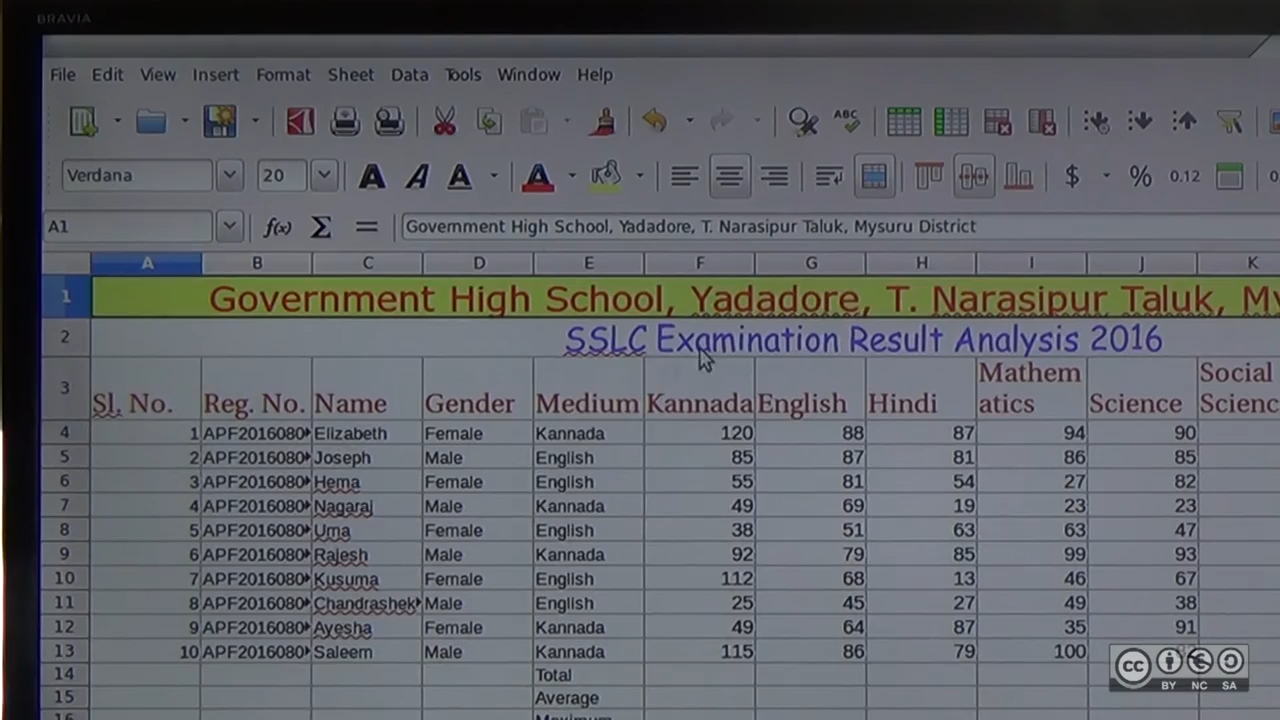 BRAVIA
File Edit View Insert Format Sheet Data Tools Window Help
ABC
Verdana 20 A A A A $ % 0.12
A1 f(x) Σ = Government High School, Yadadore, T. Narasipur Taluk, Mysuru District
A B C D E F G H I J K
1 Government High School, Yadadore, T. Narasipur Taluk, My
2 SSLC Examination Result Analysis 2016
3 Sl. No. Reg. No. Name Gender Medium Kannada English Hindi Mathem atics Science Social Scienc
4 1 APF2016080 Elizabeth Female Kannada 120 88 87 94 90
5 2 APF2016080 Joseph Male English 85 87 81 86 85
6 3 APF2016080 Hema Female English 55 81 54 27 82
7 4 APF2016080 Nagaraj Male Kannada 49 69 19 23 23
8 5 APF2016080 Uma Female English 38 51 63 63 47
9 6 APF2016080 Rajesh Male Kannada 92 79 85 99 93
10 7 APF2016080 Kusuma Female English 112 68 13 46 67
11 8 APF2016080 Chandrashek Male English 25 45 27 49 38
12 9 APF2016080 Ayesha Female Kannada 49 64 87 35 91
13 10 APF2016080 Saleem Male Kannada 115 86 79 100
14 Total
15 Average
16 Maximum
cc BY NC SA